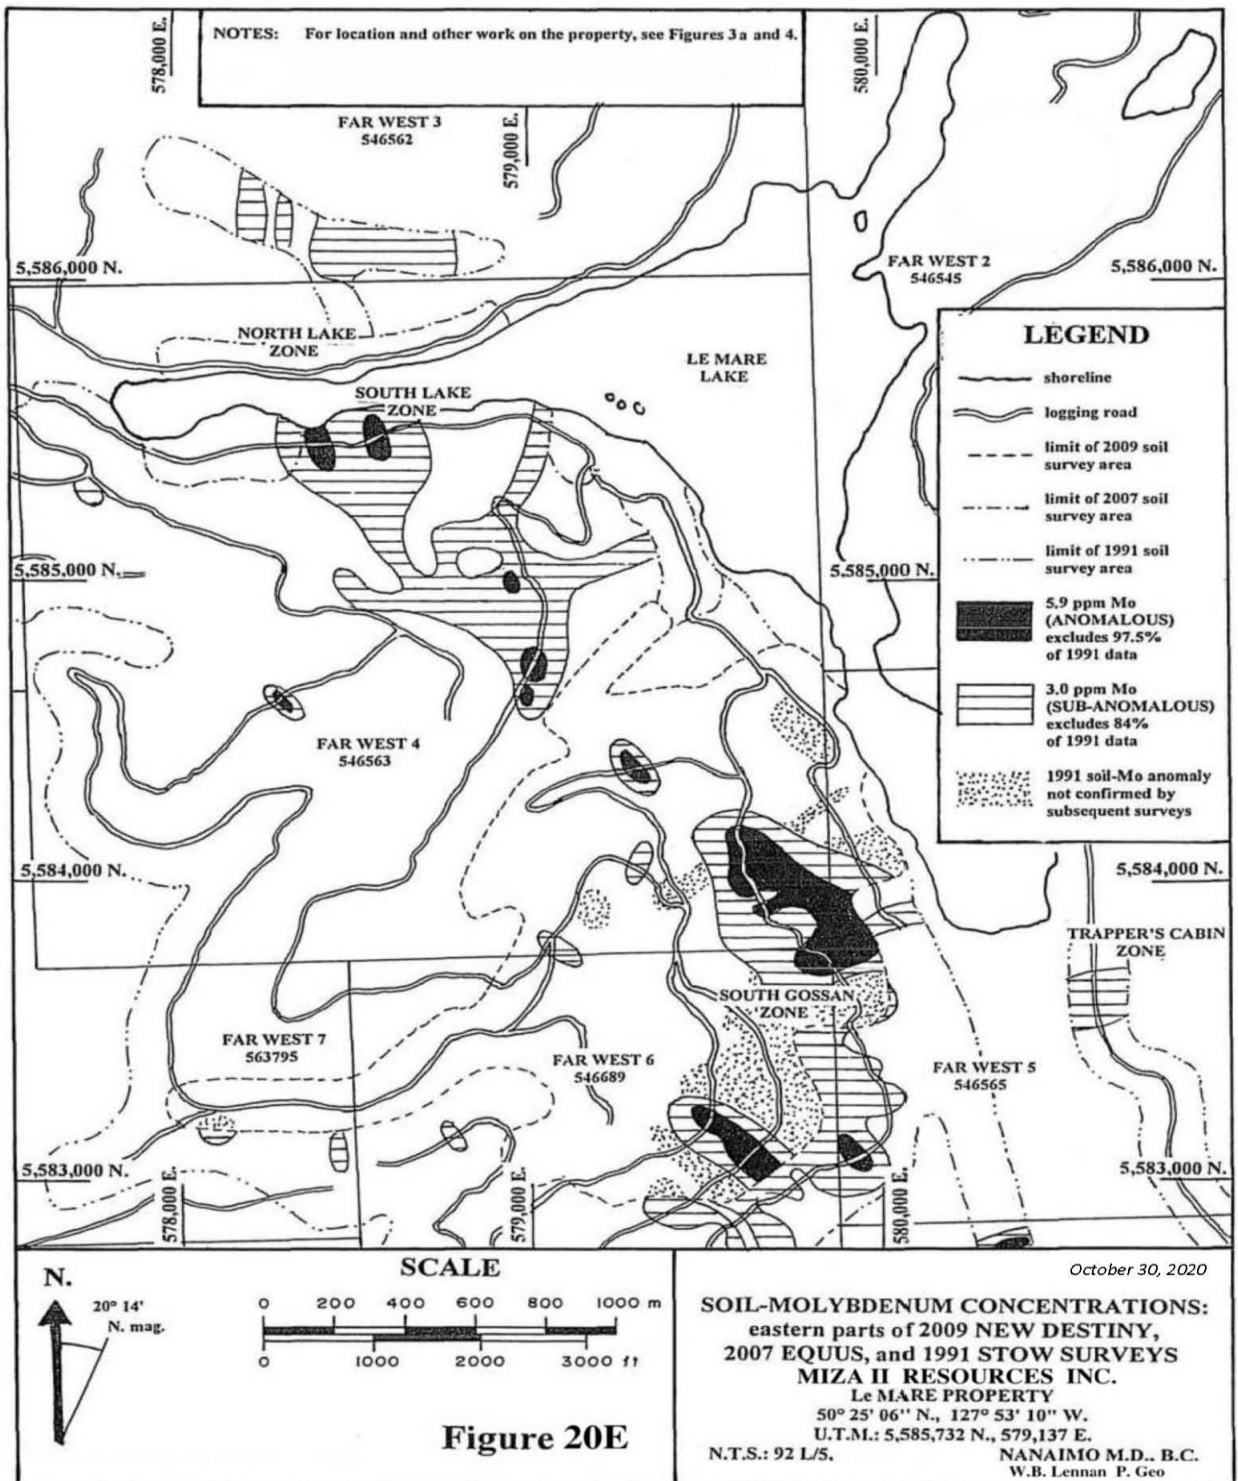 NOTES: For location and other work on the property, see Figures 3a and 4.
578,000 E.
580,000 E.
FAR WEST 3
546562
579,000 E.
5,586,000 N.
FAR WEST 2
546545
5,586,000 N.
NORTH LAKE
ZONE
LE MARE
LAKE
SOUTH LAKE
ZONE
LEGEND
shoreline
logging road
limit of 2009 soil
survey area
limit of 2007 soil
survey area
limit of 1991 soil
survey area
5.9 ppm Mo
(ANOMALOUS)
excludes 97.5%
of 1991 data
3.0 ppm Mo
(SUB-ANOMALOUS)
excludes 84%
of 1991 data
1991 soil-Mo anomaly
not confirmed by
subsequent surveys
5,585,000 N.
5,585,000 N.
FAR WEST 4
546563
5,584,000 N.
5,584,000 N.
TRAPPER'S CABIN
ZONE
SOUTH GOSSAN
ZONE
FAR WEST 7
563795
FAR WEST 6
546689
FAR WEST 5
546565
5,583,000 N.
5,583,000 N.
578,000 E.
579,000 E.
580,000 E.
N.
20° 14'
N. mag.
SCALE
0 200 400 600 800 1000 m
0 1000 2000 3000 ft
Figure 20E
October 30, 2020
SOIL-MOLYBDENUM CONCENTRATIONS:
eastern parts of 2009 NEW DESTINY,
2007 EQUUS, and 1991 STOW SURVEYS
MIZA II RESOURCES INC.
Le MARE PROPERTY
50° 25' 06" N., 127° 53' 10" W.
U.T.M.: 5,585,732 N., 579,137 E.
N.T.S.: 92 L/5. NANAIMO M.D.. B.C.
W.B. Lennan P. Geo